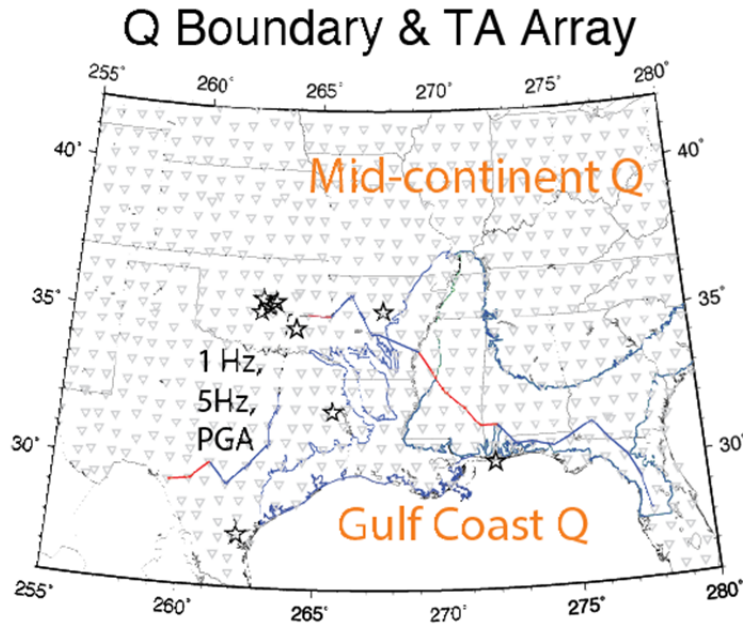 Q Boundary & TA Array
255° 260° 265° 270° 275° 280°
40° 40°
Mid-continent Q
35° 35°
1 Hz,
5Hz,
PGA
30° 30°
Gulf Coast Q
255° 260° 265° 270° 275° 280°